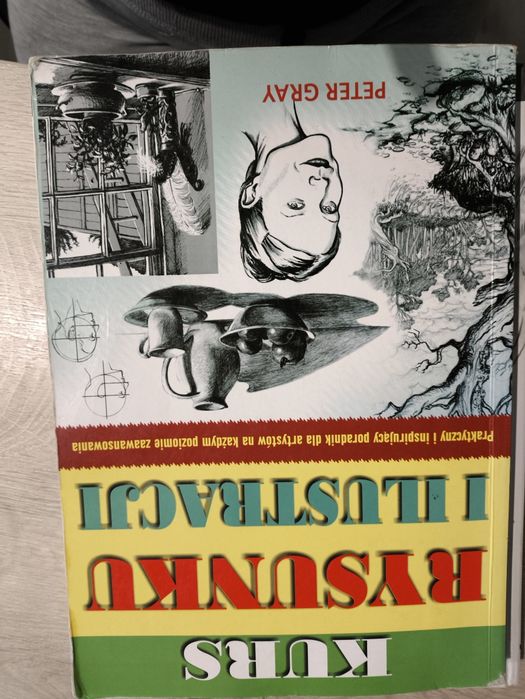 KURS
RYSUNKU
I ILUSTRACJI
Praktyczny i inspirujący poradnik dla artystów na każdym poziomie zaawansowania
PETER GRAY